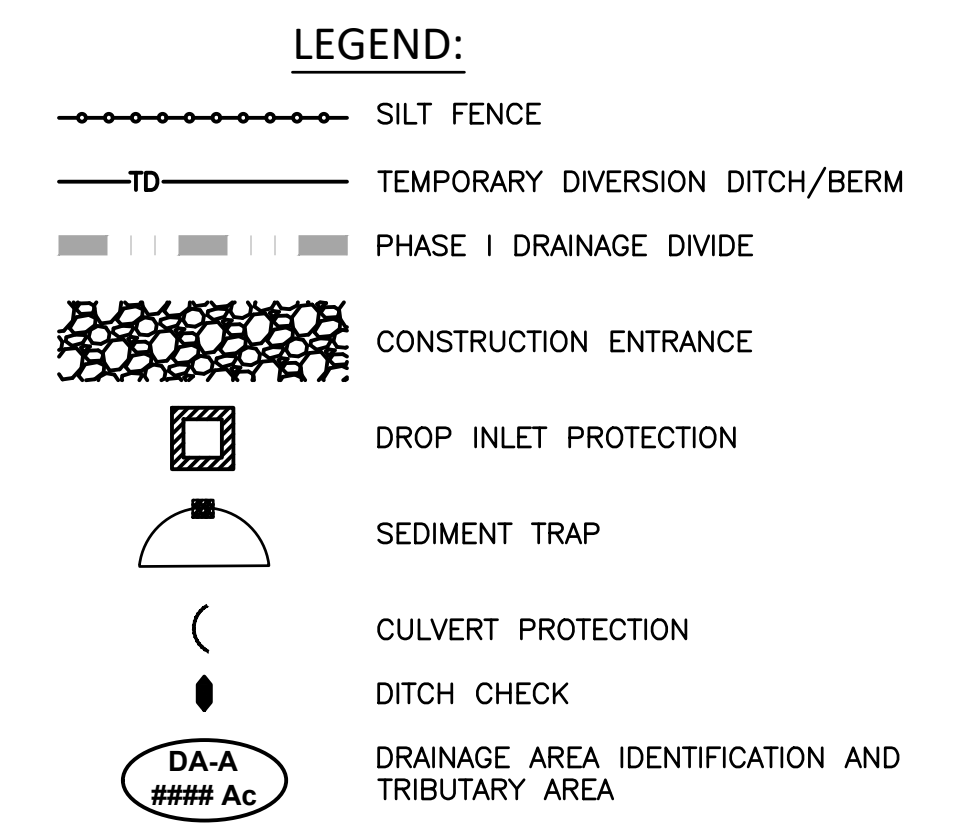 LEGEND:
SILT FENCE
TD TEMPORARY DIVERSION DITCH/BERM
PHASE I DRAINAGE DIVIDE
CONSTRUCTION ENTRANCE
DROP INLET PROTECTION
SEDIMENT TRAP
CULVERT PROTECTION
DITCH CHECK
DA-A
#### Ac
DRAINAGE AREA IDENTIFICATION AND
TRIBUTARY AREA